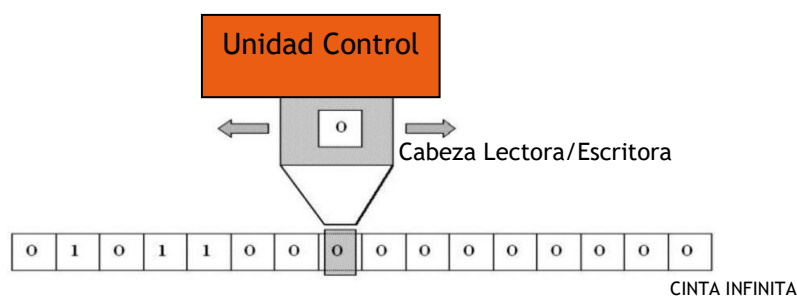 Unidad Control
0
Cabeza Lectora/Escritora
0 1 0 1 1 0 0 0 0 0 0 0 0 0 0 0
CINTA INFINITA